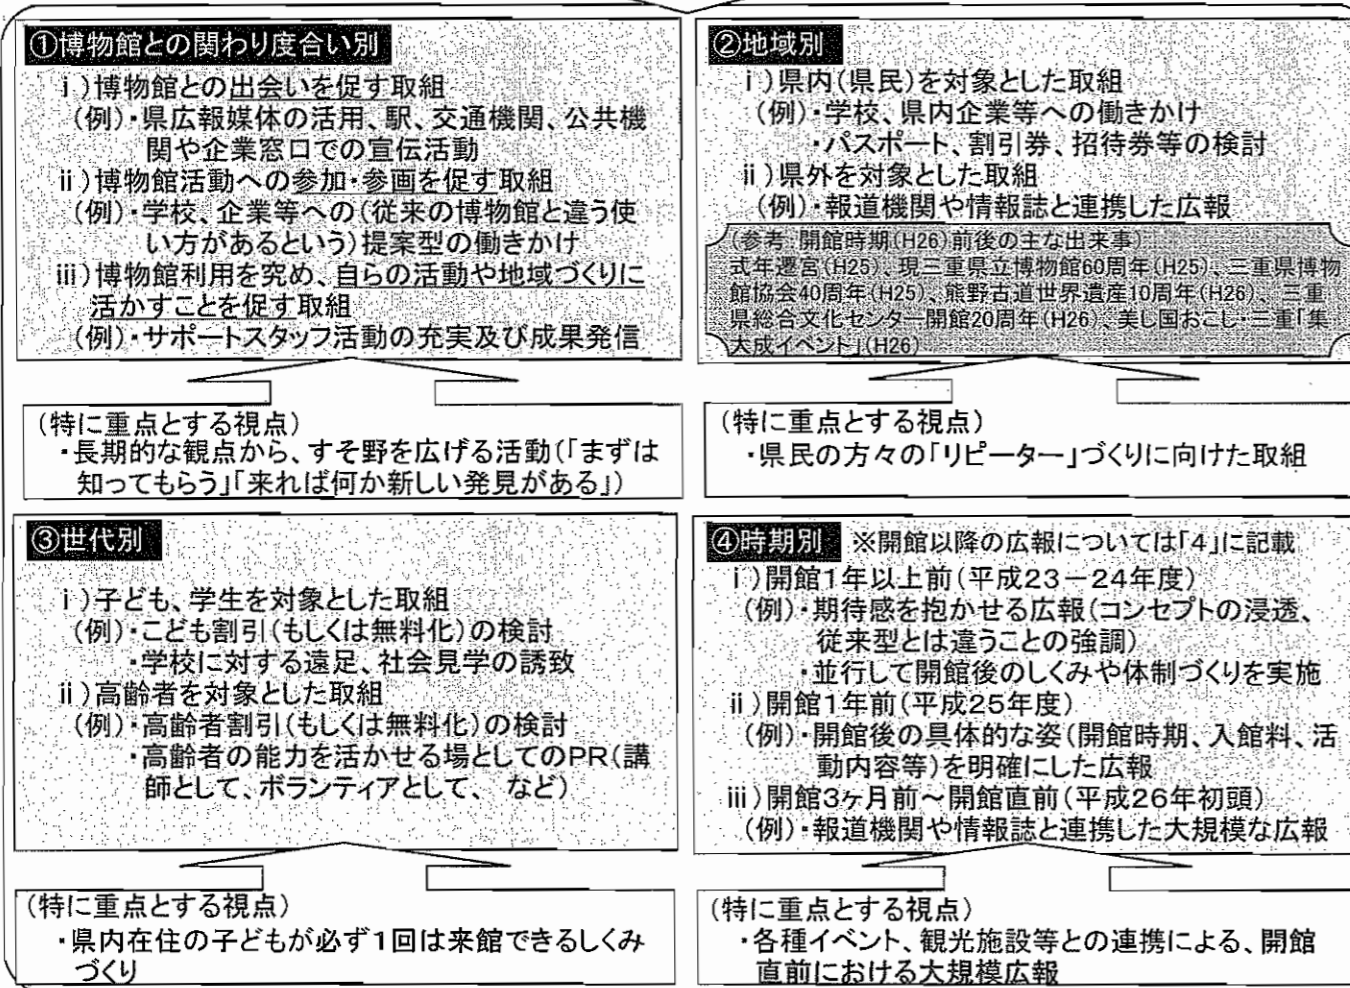 ①博物館との関わり度合い別
ⅰ)博物館との出会いを促す取組
(例)・県広報媒体の活用、駅、交通機関、公共機
関や企業窓口での宣伝活動
ⅱ)博物館活動への参加・参画を促す取組
(例)・学校、企業等への(従来の博物館と違う使
い方があるという)提案型の働きかけ
ⅲ)博物館利用を究め、自らの活動や地域づくりに
活かすことを促す取組
(例)・サポートスタッフ活動の充実及び成果発信
(特に重点とする視点)
・長期的な観点から、すそ野を広げる活動(「まずは
知ってもらう」「来れば何か新しい発見がある」)
②地域別
ⅰ)県内(県民)を対象とした取組
(例)・学校、県内企業等への働きかけ
・パスポート、割引券、招待券等の検討
ⅱ)県外を対象とした取組
(例)・報道機関や情報誌と連携した広報
(参考:開館時期(H26)前後の主な出来事)
式年遷宮(H25)、現三重県立博物館60周年(H25)、三重県博物
館協会40周年(H25)、熊野古道世界遺産10周年(H26)、三重
県総合文化センター開館20周年(H26)、美し国おこし・三重「集
大成イベント」(H26)
(特に重点とする視点)
・県民の方々の「リピーター」づくりに向けた取組
③世代別
ⅰ)子ども、学生を対象とした取組
(例)・こども割引(もしくは無料化)の検討
・学校に対する遠足、社会見学の誘致
ⅱ)高齢者を対象とした取組
(例)・高齢者割引(もしくは無料化)の検討
・高齢者の能力を活かせる場としてのPR(講
師として、ボランティアとして、 など)
(特に重点とする視点)
・県内在住の子どもが必ず1回は来館できるしくみ
づくり
④時期別 ※開館以降の広報については「4」に記載
ⅰ)開館1年以上前(平成23-24年度)
(例)・期待感を抱かせる広報(コンセプトの浸透、
従来型とは違うことの強調)
・並行して開館後のしくみや体制づくりを実施
ⅱ)開館1年前(平成25年度)
(例)・開館後の具体的な姿(開館時期、入館料、活
動内容等)を明確にした広報
ⅲ)開館3ヶ月前~開館直前(平成26年初頭)
(例)・報道機関や情報誌と連携した大規模な広報
(特に重点とする視点)
・各種イベント、観光施設等との連携による、開館
直前における大規模広報